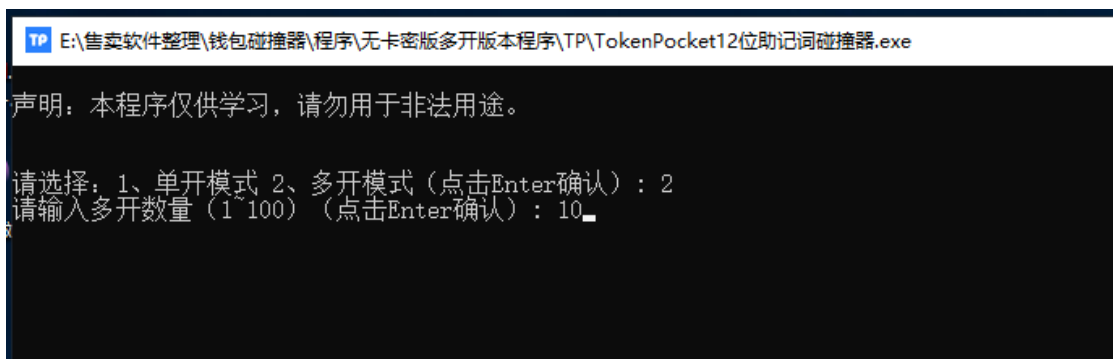 TP E:\售卖软件整理\钱包碰撞器\程序\无卡密版多开版本程序\TP\TokenPocket12位助记词碰撞器.exe
声明：本程序仅供学习，请勿用于非法用途。
请选择：1、单开模式 2、多开模式（点击Enter确认）：2
请输入多开数量（1~100）（点击Enter确认）：10